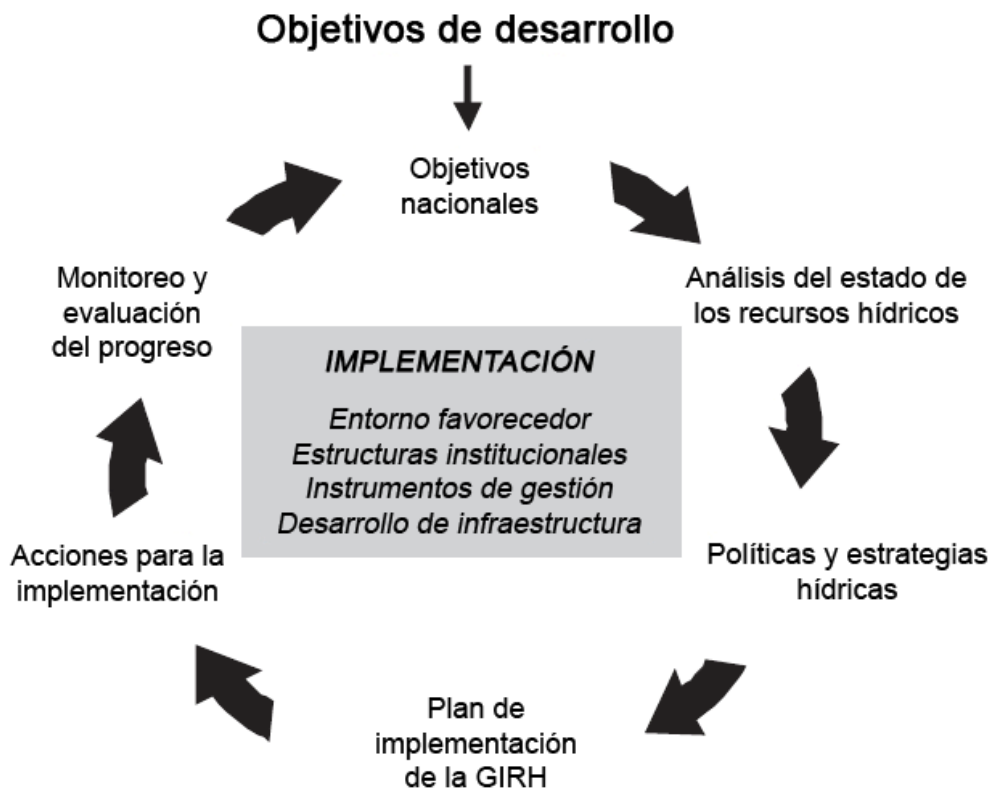 Objetivos de desarrollo
Objetivos
nacionales
Análisis del estado de
los recursos hídricos
Políticas y estrategias
hídricas
Plan de
implementación
de la GIRH
Acciones para la
implementación
Monitoreo y
evaluación
del progreso
IMPLEMENTACIÓN
Entorno favorecedor
Estructuras institucionales
Instrumentos de gestión
Desarrollo de infraestructura